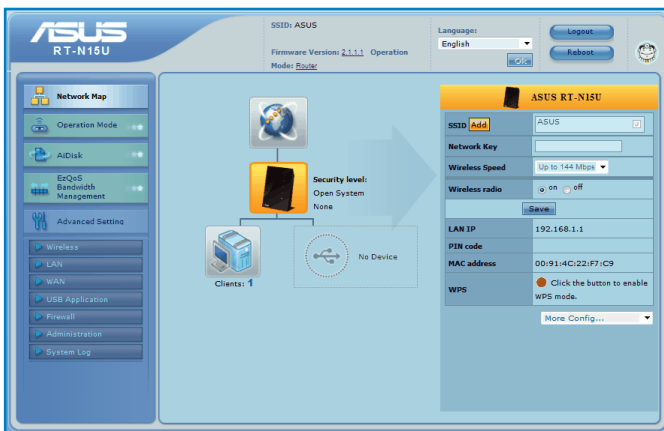 ASUS
RT-N15U
SSID: ASUS
Firmware Version: 2.1.1.1 Operation
Mode: Router
Language:
English
OK
Logout
Reboot
Network Map
Operation Mode
AiDisk
EzQoS
Bandwidth
Management
Advanced Setting
Wireless
LAN
WAN
USB Application
Firewall
Administration
System Log
Security level:
Open System
None
Clients: 1
No Device
ASUS RT-N15U
SSID Add ASUS
Network Key
Wireless Speed Up to 144 Mbps
Wireless radio on off
Save
LAN IP 192.168.1.1
PIN code
MAC address 00:91:4C:22:F7:C9
WPS Click the button to enable
WPS mode.
More Config...